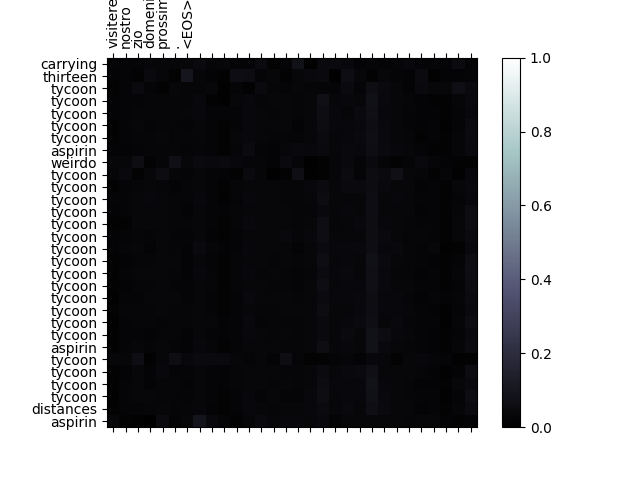 visitere
nostro
zio
domeni
prossim
.
<EOS>
carrying
thirteen
tycoon
tycoon
tycoon
tycoon
tycoon
aspirin
weirdo
tycoon
tycoon
tycoon
tycoon
tycoon
tycoon
tycoon
tycoon
tycoon
tycoon
tycoon
tycoon
tycoon
tycoon
aspirin
tycoon
tycoon
tycoon
tycoon
distances
aspirin
1.0
0.8
0.6
0.4
0.2
0.0